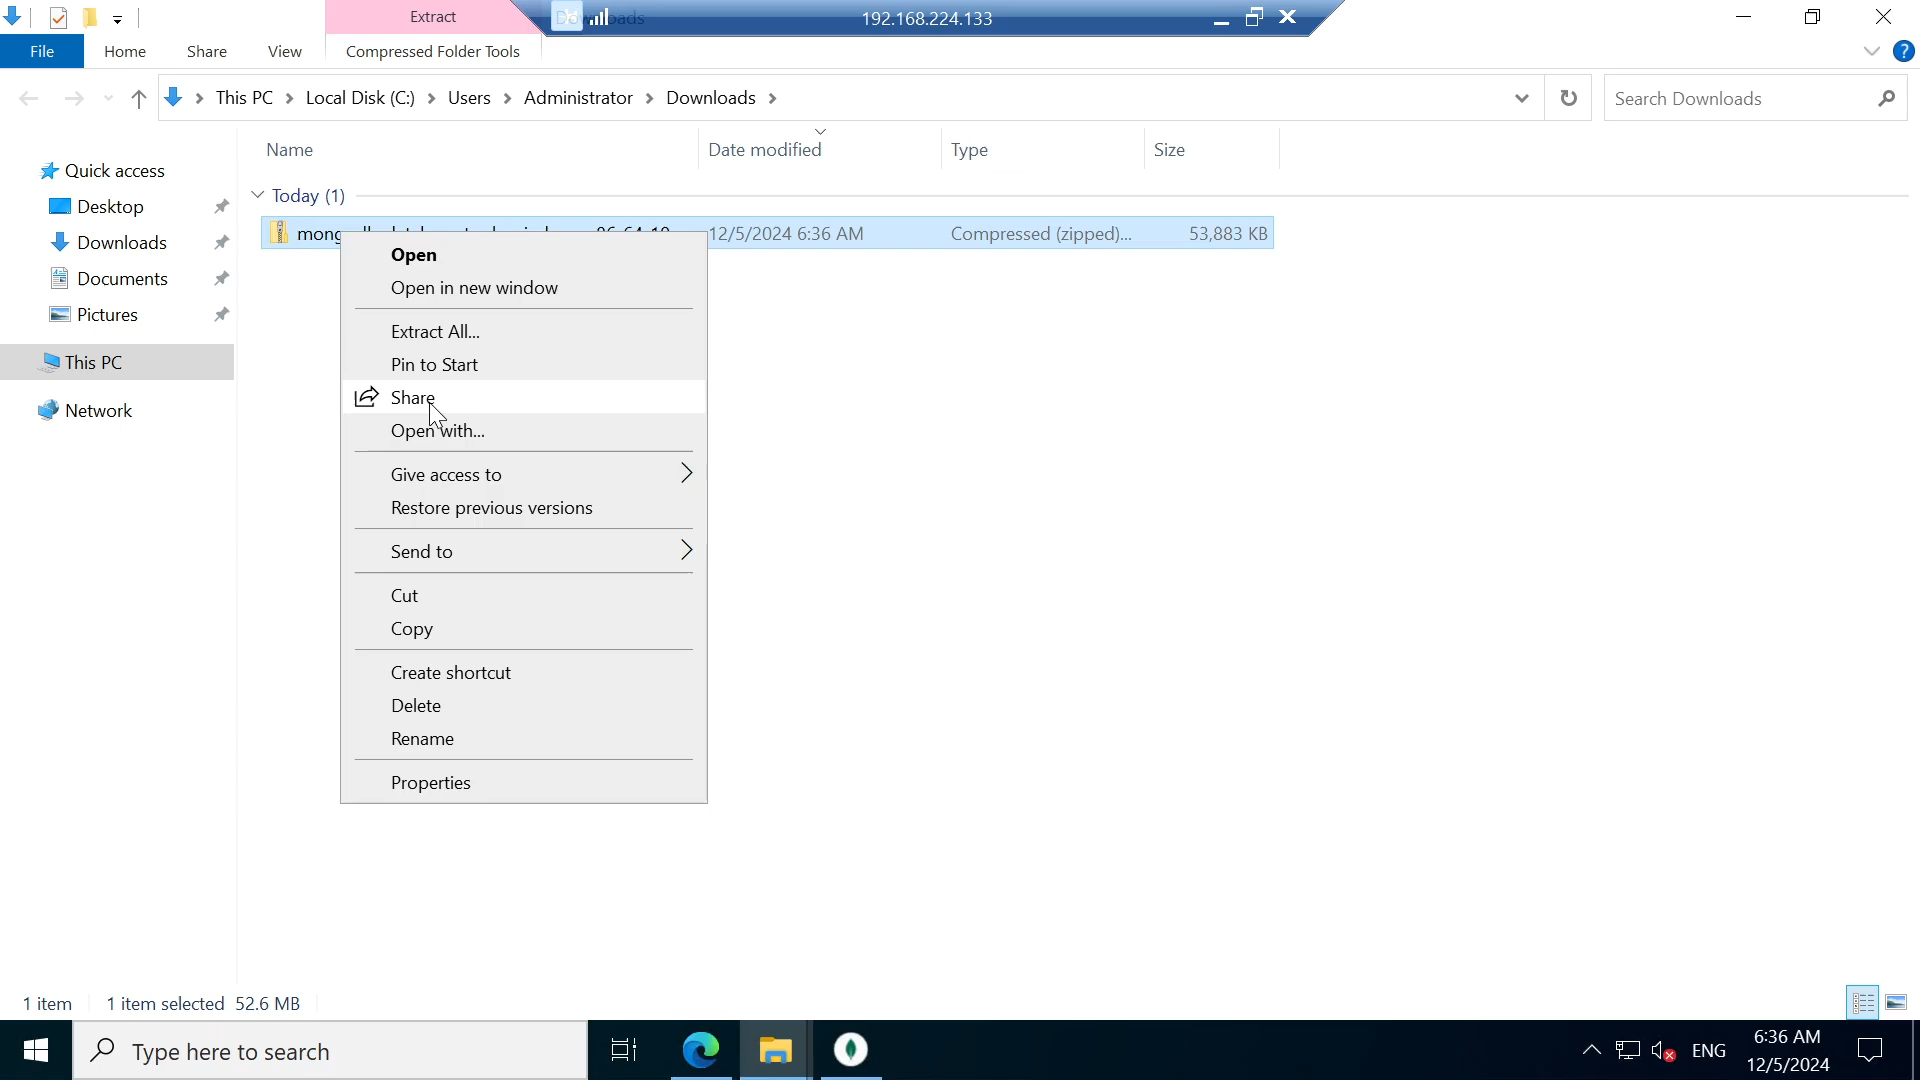 Extract
192.168.224.133
File
Home
Share
View
Compressed Folder Tools
This PC
Local Disk (C:)
Users
Administrator
Downloads
Search Downloads
Name
Date modified
Type
Size
Quick access
Today (1)
Desktop
12/5/2024 6:36 AM
Compressed (zipped)...
53,883 KB
Downloads
Documents
Pictures
This PC
Network
Open
Open in new window
Extract All...
Pin to Start
Share
Open with...
Give access to
Restore previous versions
Send to
Cut
Copy
Create shortcut
Delete
Rename
Properties
1 item
1 item selected 52.6 MB
Type here to search
ENG
6:36 AM
12/5/2024